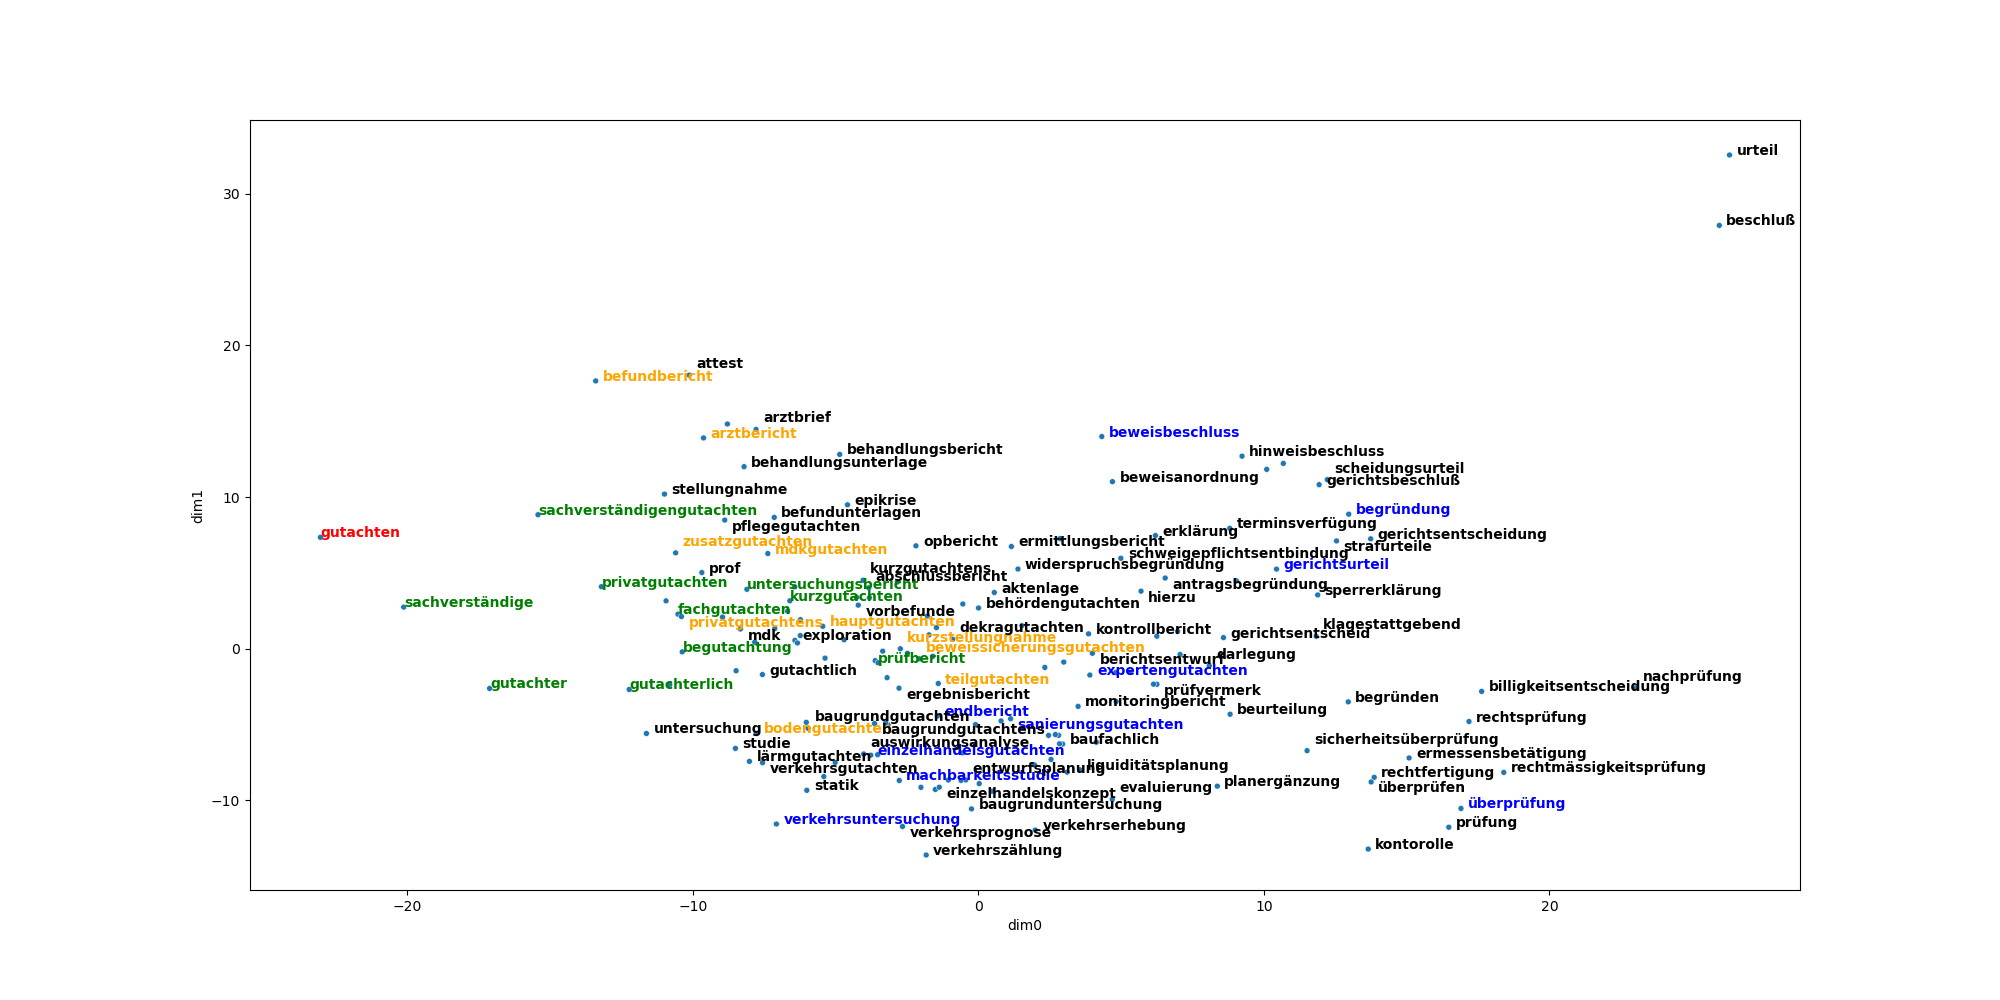 urteil
beschluß
30
20
attest
befundbericht
arztbrief
arztbericht
beweisbeschluss
behandlungsbericht
hinweisbeschluss
behandlungsunterlage
scheidungsurteil
beweisanordnung
gerichtsbeschluß
stellungnahme
10
epikrise
sachverständigengutachten
befundunterlagen
begründung
pflegegutachten
terminsverfügung
gutachten
erklärung
gerichtsentscheidung
zusatzgutachten
opbericht
ermittlungsbericht
strafurteile
mdkgutachten
schweigepflichtsentbindung
widerspruchsbegründung
gerichtsurteil
prof
kurzgutachtens
abschlussbericht
privatgutachten
untersuchungsbericht
antragsbegründung
aktenlage
sperrerklärung
kurzgutachten
hierzu
sachverständige
behördengutachten
fachgutachten
vorbefunde
privatgutachtens
hauptgutachten
klagestattgebend
dekragutachten
kontrollbericht
mdk
exploration
kurzstellungnahme
gerichtsentscheid
begutachtung
beweissicherungsgutachten
0
prüfbericht
berichtsentwurf
darlegung
gutachtlich
expertengutachten
nachprüfung
gutachter
gutachterlich
teilgutachten
billigkeitsentscheidung
ergebnisbericht
prüfvermerk
monitoringbericht
begründen
baugrundgutachten
endbericht
beurteilung
rechtsprüfung
untersuchung
bodengutachten
baugrundgutachtens
sanierungsgutachten
studie
auswirkungsanalyse
baufachlich
sicherheitsüberprüfung
lärmgutachten
einzelhandelsgutachten
ermessensbetätigung
verkehrsgutachten
entwurfsplanung
liquiditätsplanung
rechtmässigkeitsprüfung
machbarkeitsstudie
rechtfertigung
statik
evaluierung
planergänzung
überprüfen
−10
einzelhandelskonzept
baugrunduntersuchung
überprüfung
verkehrsuntersuchung
verkehrsprognose
verkehrserhebung
prüfung
verkehrszählung
kontorolle
−20
−10
0
10
20
dim0
dim1